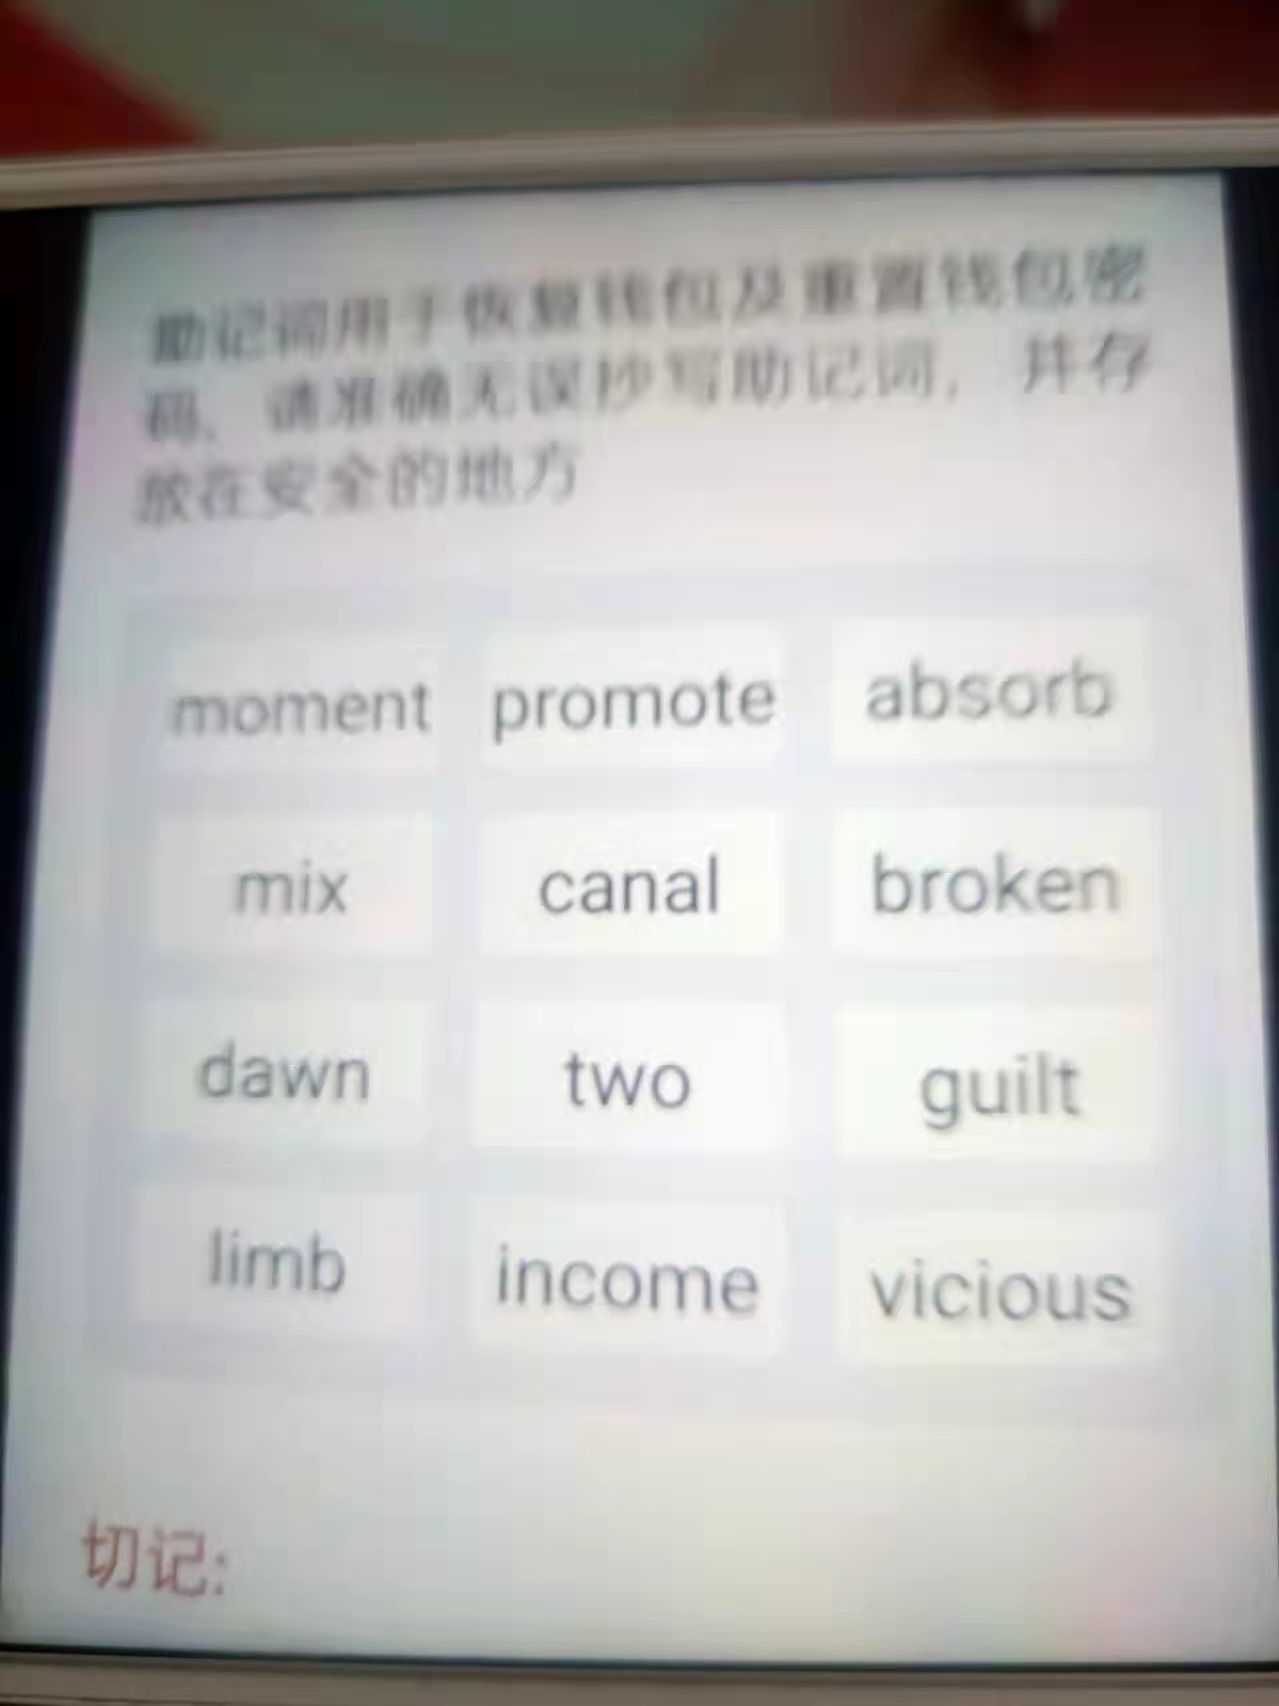 助记词用于恢复钱包及重置钱包密
码，请准确无误抄写助记词，并存
放在安全的地方
moment promote absorb
mix canal broken
dawn two guilt
limb income vicious
切记: